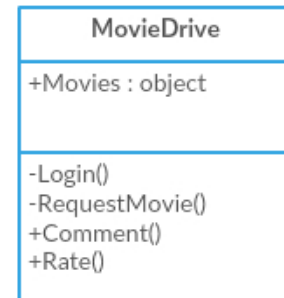 MovieDrive
+Movies : object
-Login()
-RequestMovie()
+Comment()
+Rate()